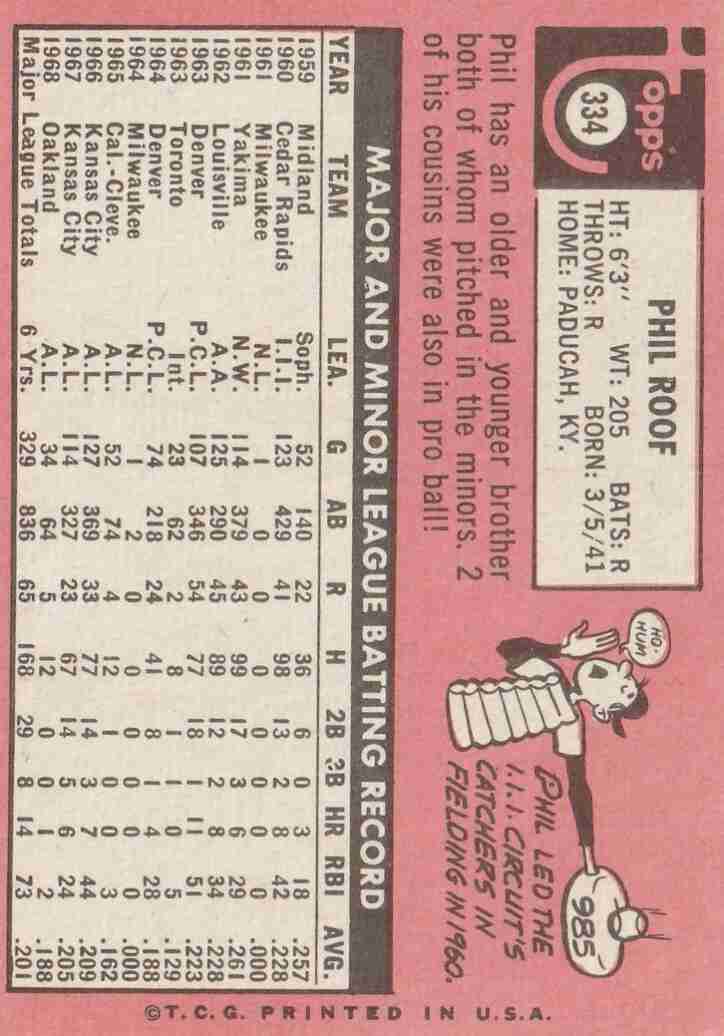 Topps
334
PHIL ROOF
HT: 6'3" WT: 205 BATS: R
THROWS: R BORN: 3/5/41
HOME: PADUCAH, KY.
Phil has an older and younger brother
both of whom pitched in the minors. 2
of his cousins were also in pro ball!
HO-HUM
985
PHIL LED THE
I.I.I. CIRCUIT'S
CATCHERS IN
FIELDING IN 1960.
MAJOR AND MINOR LEAGUE BATTING RECORD
YEAR TEAM LEA. G AB R H 2B 3B HR RBI AVG.
1959 Midland Soph. 52 140 22 36 6 0 3 18 .257
1960 Cedar Rapids I.I.I. 123 429 41 98 13 2 8 42 .228
1961 Milwaukee N.L. 1 0 0 0 0 0 0 0 .000
1961 Yakima N.W. 114 379 43 99 17 3 6 29 .261
1962 Louisville A.A. 125 290 45 89 12 2 8 34 .228
1963 Denver P.C.L. 107 346 54 77 18 1 11 51 .223
1963 Toronto Int. 23 62 2 8 1 1 0 5 .129
1964 Denver P.C.L. 74 218 24 41 8 1 4 28 .188
1964 Milwaukee N.L. 1 2 0 0 0 0 0 0 .000
1965 Cal.-Cleve. A.L. 52 74 4 12 1 0 0 3 .162
1966 Kansas City A.L. 127 369 33 77 14 3 7 44 .209
1967 Kansas City A.L. 114 327 23 67 14 5 6 24 .205
1968 Oakland A.L. 34 64 5 12 0 0 1 2 .188
Major League Totals 6 Yrs. 329 836 65 168 29 8 14 73 .201
©T.C.G. PRINTED IN U.S.A.